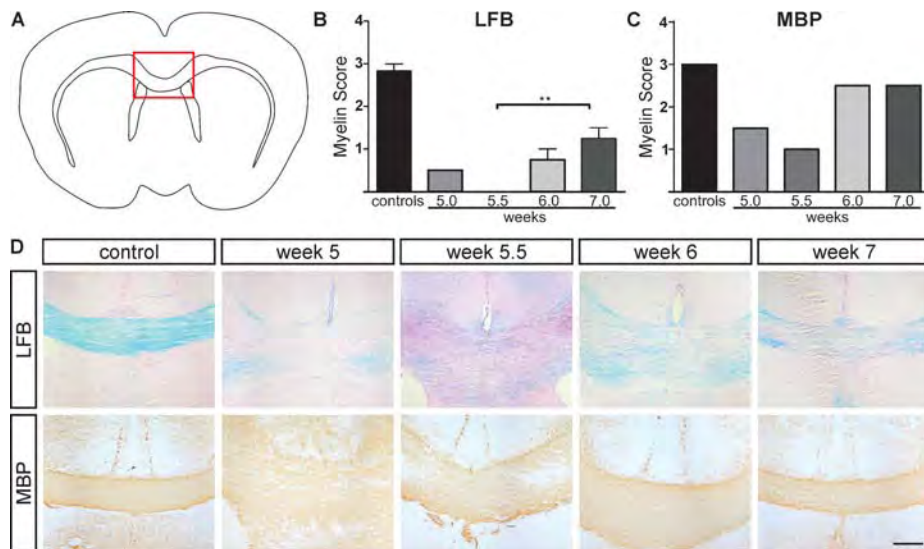 A
B
LFB
Myelin Score
3
2
1
**
controls
5.0
5.5
6.0
7.0
weeks
C
MBP
Myelin Score
3
2
1
controls
5.0
5.5
6.0
7.0
weeks
D
control
week 5
week 5.5
week 6
week 7
LFB
MBP